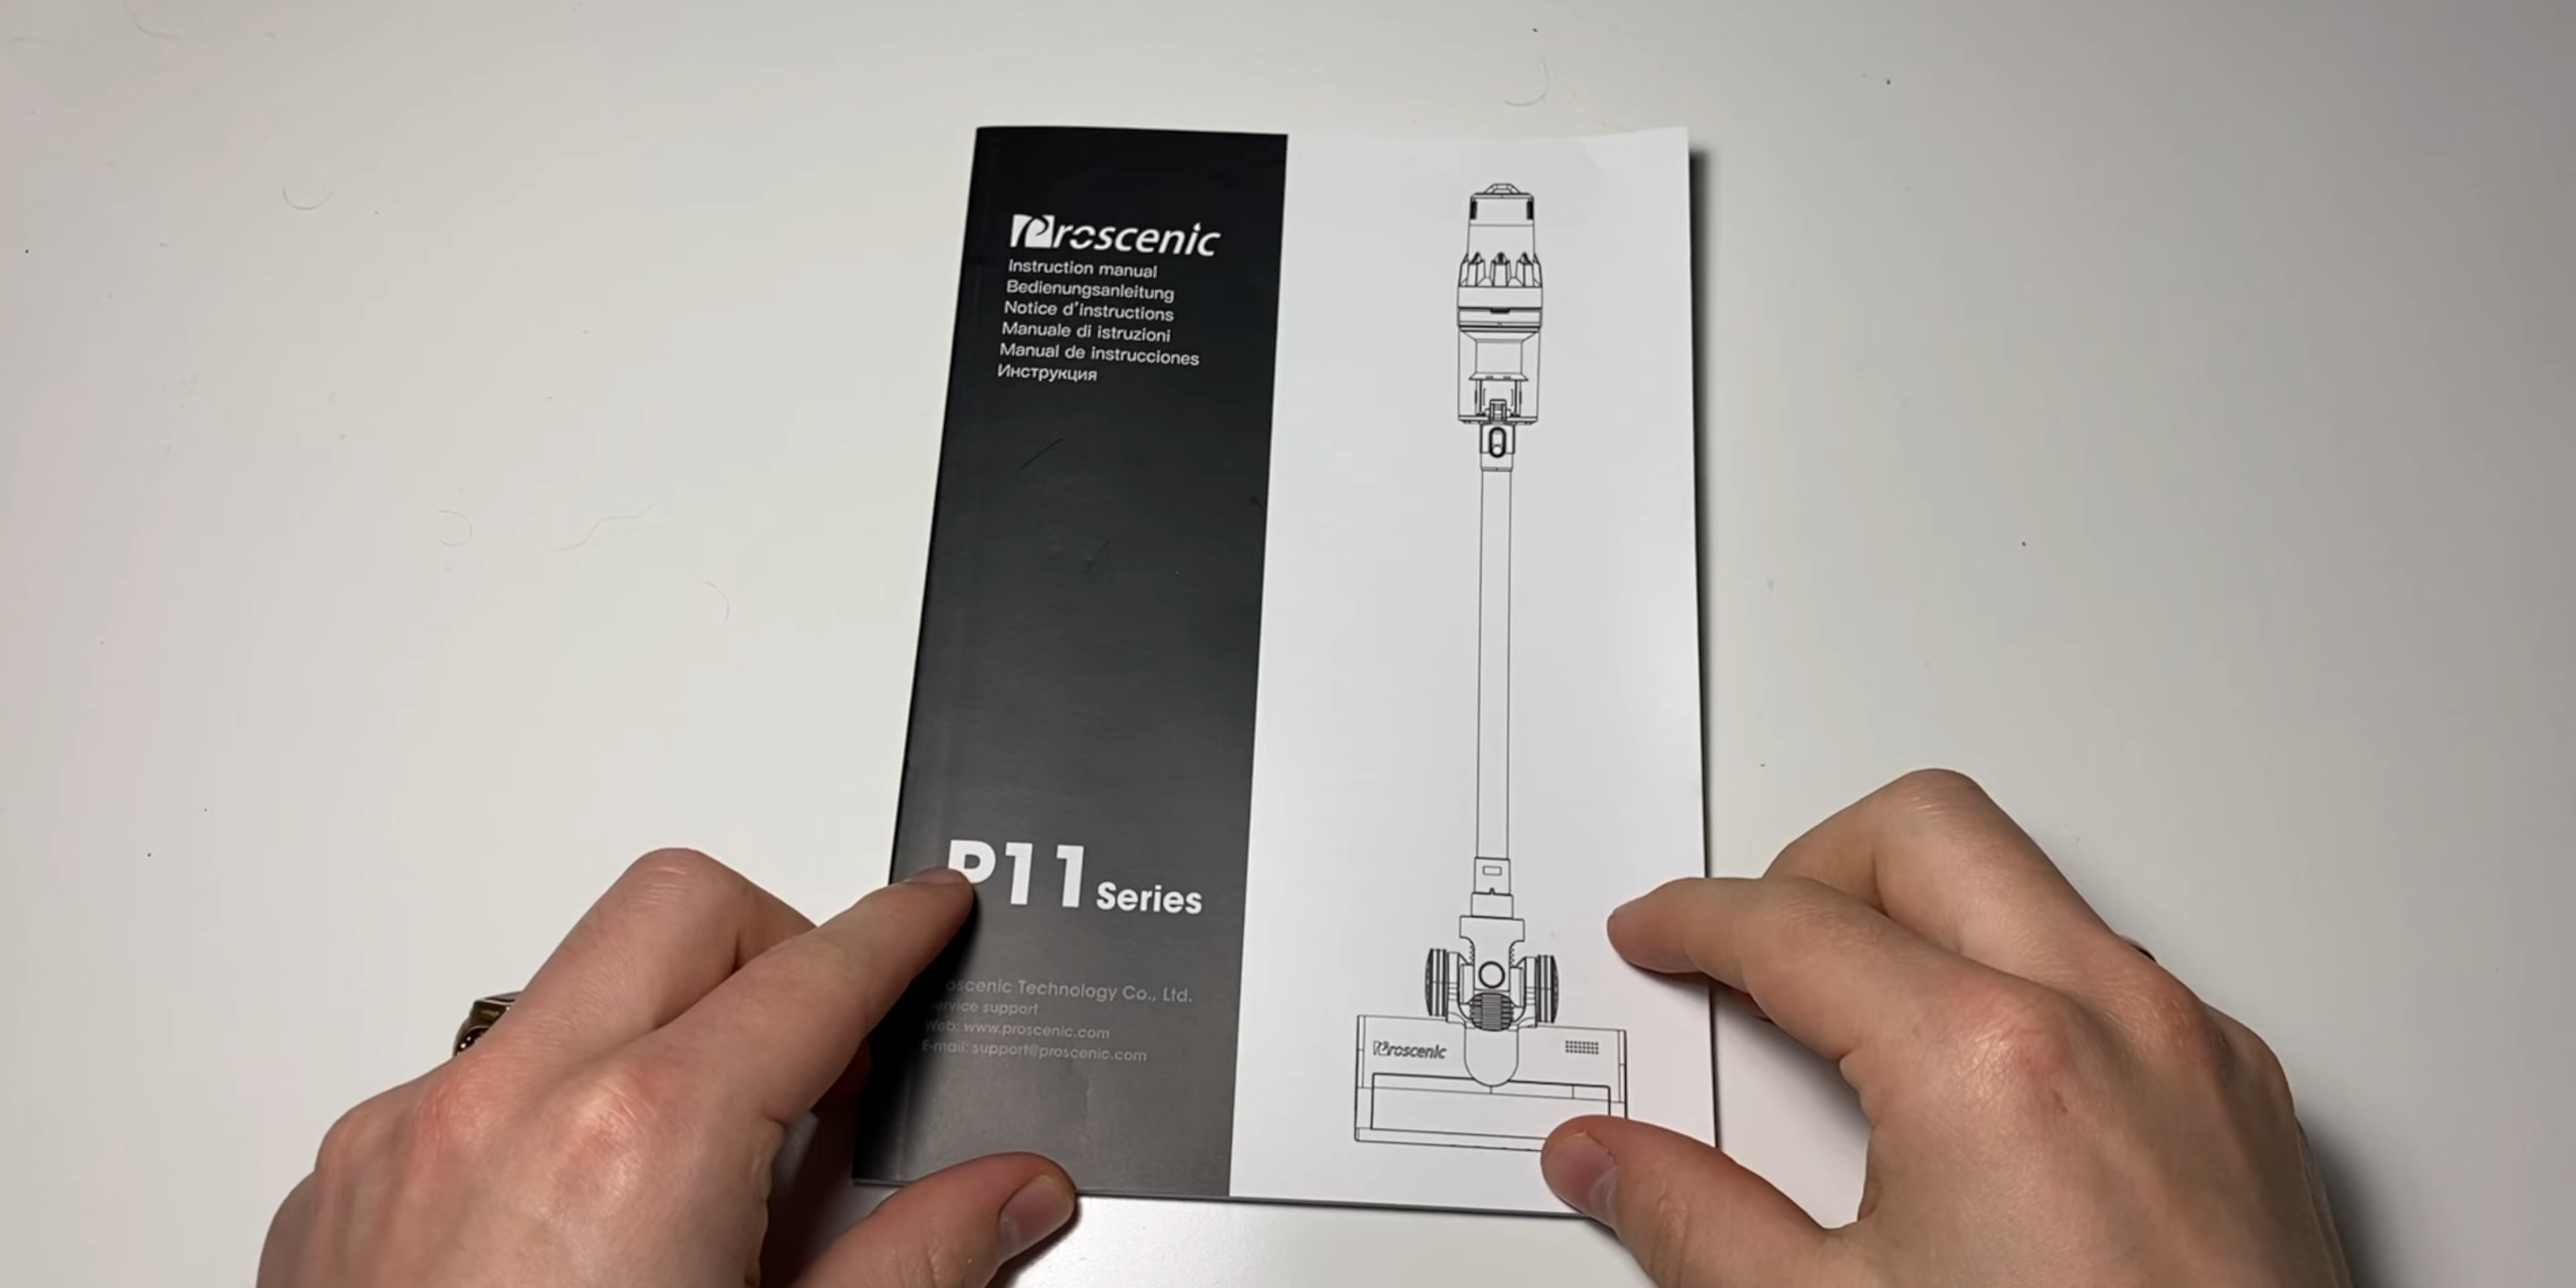 Proscenic
Instruction manual
Bedienungsanleitung
Notice d'instructions
Manuale di istruzioni
Manual de instrucciones
Инструкция
P11 Series
oscenic Technology Co., Ltd.
ervice support
Web: www.proscenic.com
E-mail: support@proscenic.com
Proscenic